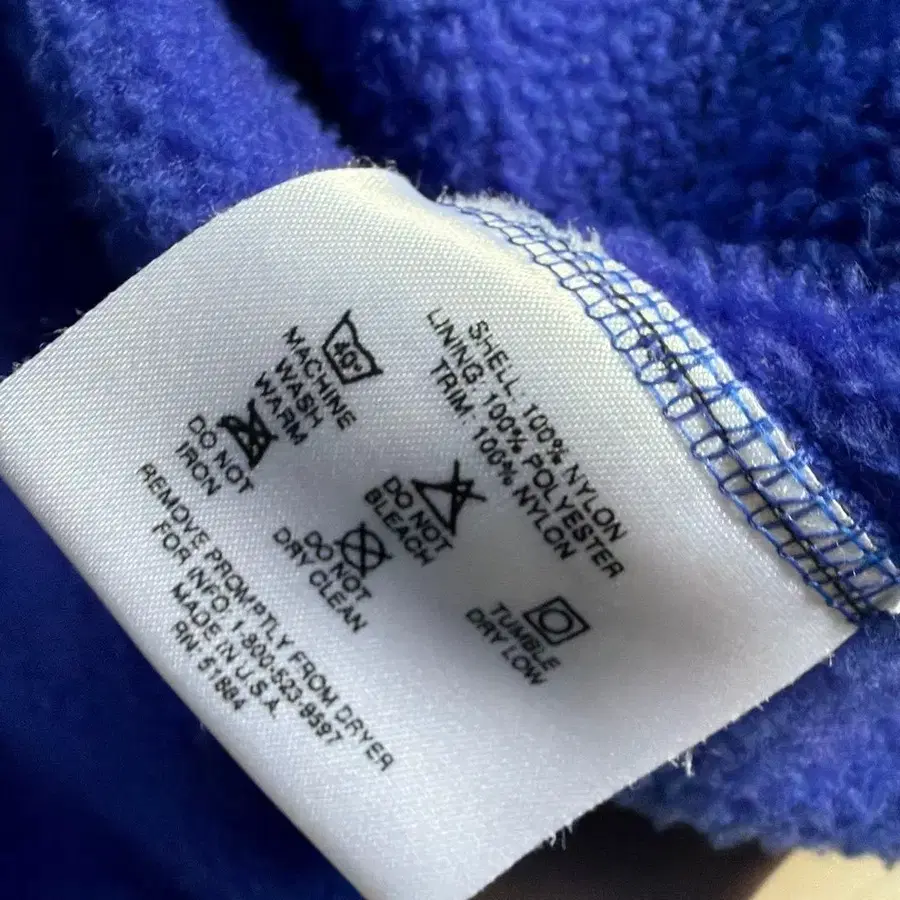 SHELL: 100% NYLON
LINING: 100% POLYESTER
TRIM: 100% NYLON
40°
MACHINE
WASH
WARM
DO NOT
BLEACH
TUMBLE
DRY LOW
DO NOT
IRON
DO NOT
DRY CLEAN
REMOVE PROMPTLY FROM DRYER
FOR INFO: 1-800-523-9597
MADE IN U.S.A.
RN: 51884